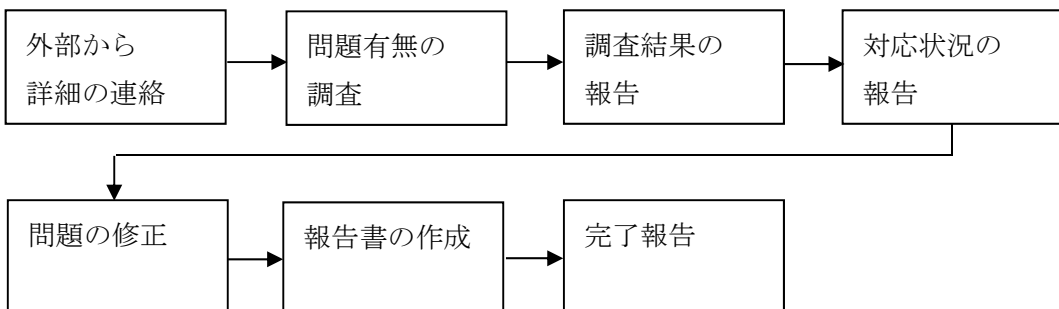 外部から
詳細の連絡
問題有無の
調査
調査結果の
報告
対応状況の
報告
問題の修正
報告書の作成
完了報告